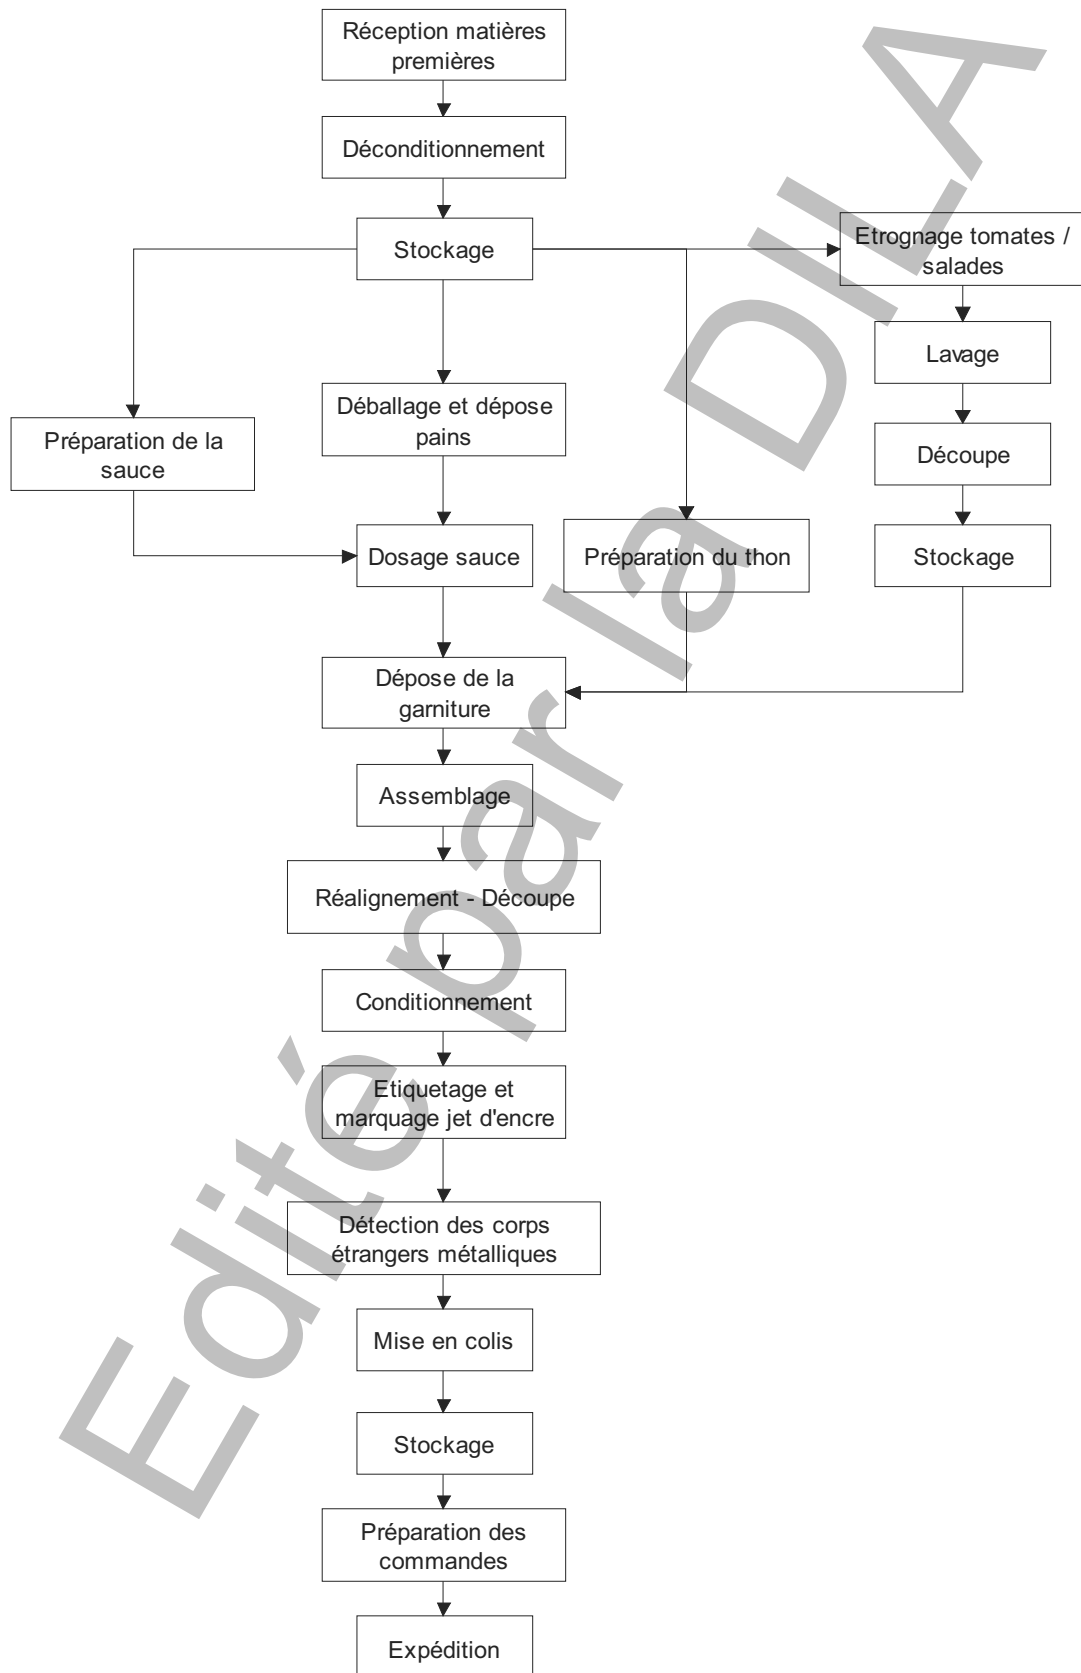 Réception matières
premières
Déconditionnement
Stockage
Etrognage tomates /
salades
Lavage
Déballage et dépose
pains
Préparation de la
sauce
Découpe
Dosage sauce
Préparation du thon
Stockage
Dépose de la
garniture
Assemblage
Réalignement - Découpe
Conditionnement
Etiquetage et
marquage jet d'encre
Détection des corps
étrangers métalliques
Mise en colis
Stockage
Préparation des
commandes
Expédition
Edité par la DILA